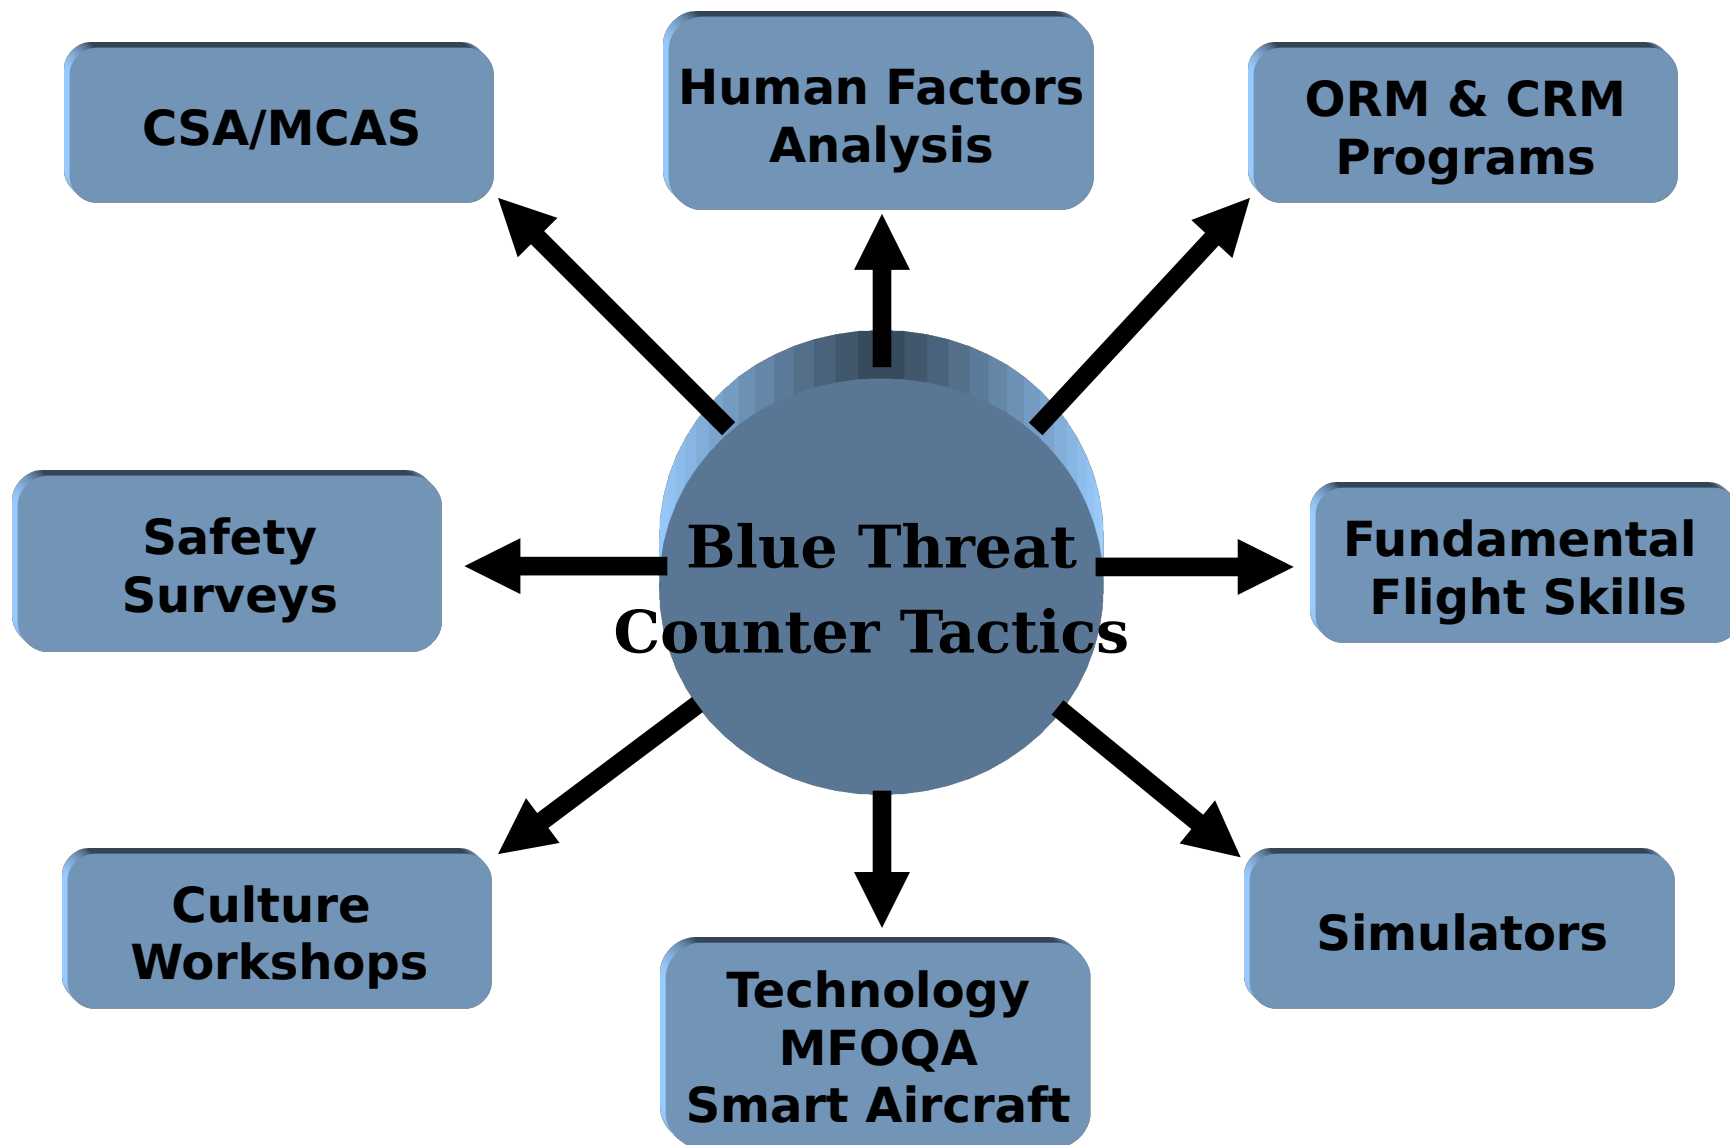 CSA/MCAS
Human Factors
Analysis
ORM & CRM
Programs
Safety
Surveys
Blue Threat
Counter Tactics
Fundamental
Flight Skills
Culture
Workshops
Technology
MFOQA
Smart Aircraft
Simulators